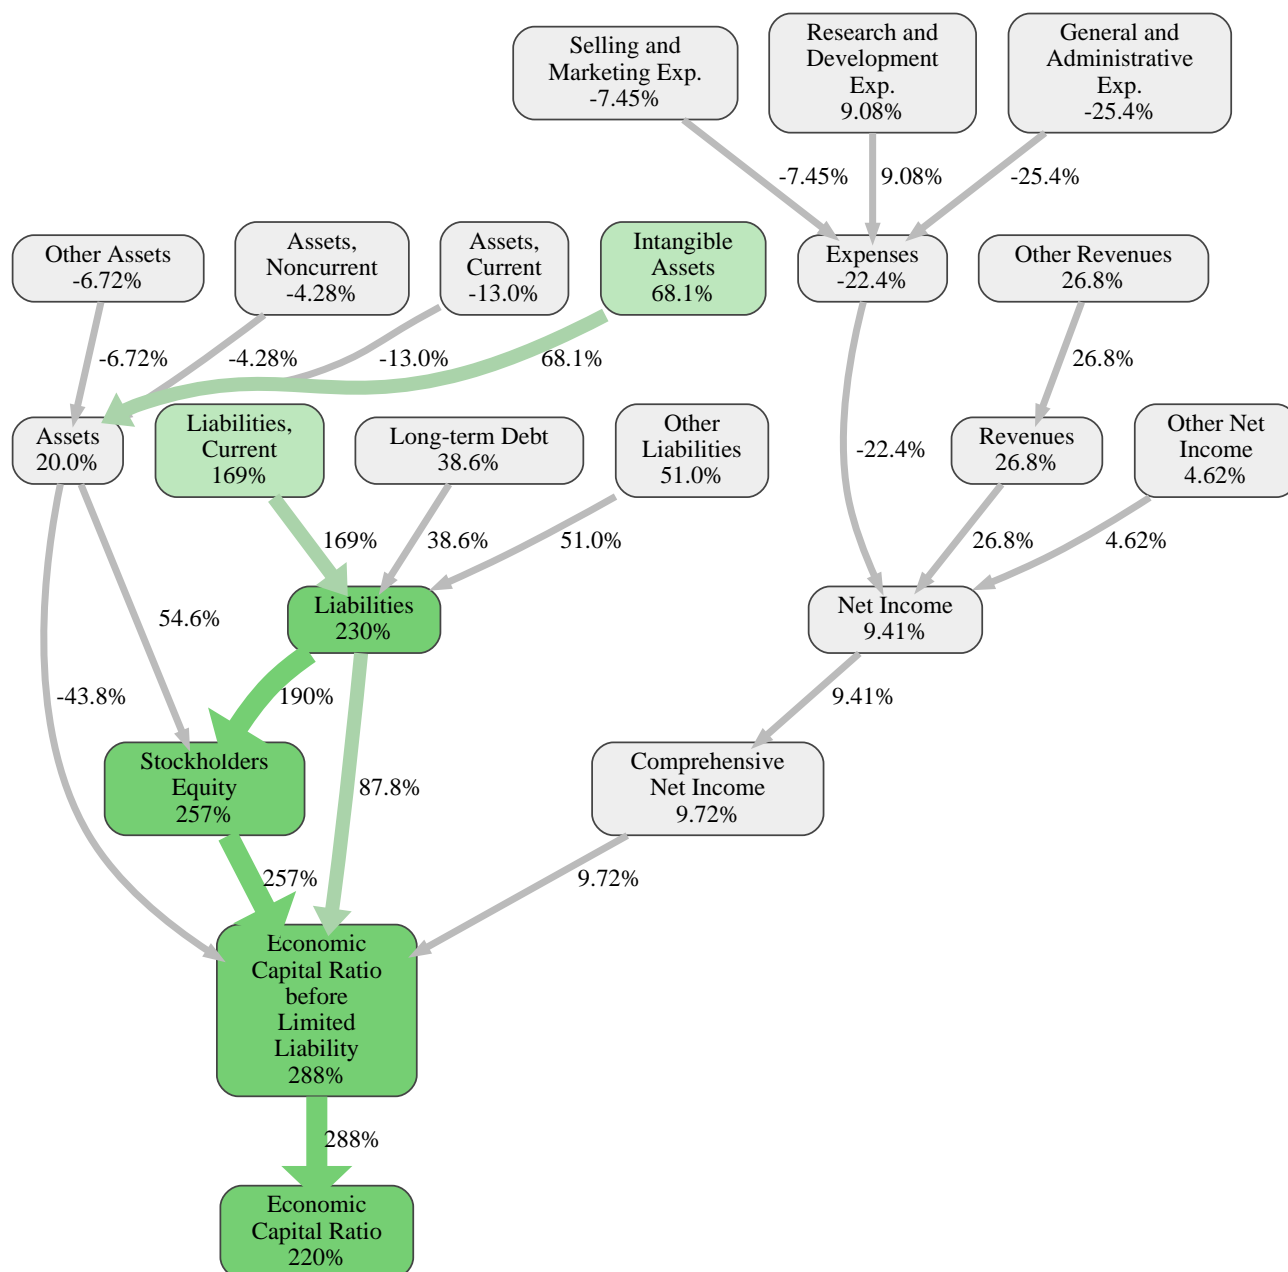 Selling and
Marketing Exp.
-7.45%
Research and
Development
Exp.
9.08%
General and
Administrative
Exp.
-25.4%
-7.45%
9.08%
-25.4%
Other Assets
-6.72%
Assets,
Noncurrent
-4.28%
Assets,
Current
-13.0%
Intangible
Assets
68.1%
Expenses
-22.4%
Other Revenues
26.8%
-6.72%
-4.28%
-13.0%
68.1%
26.8%
Assets
20.0%
Liabilities,
Current
169%
Long-term Debt
38.6%
Other
Liabilities
51.0%
-22.4%
Revenues
26.8%
Other Net
Income
4.62%
169%
38.6%
51.0%
26.8%
4.62%
54.6%
Liabilities
230%
Net Income
9.41%
-43.8%
190%
9.41%
Stockholders
Equity
257%
87.8%
Comprehensive
Net Income
9.72%
257%
9.72%
Economic
Capital Ratio
before
Limited
Liability
288%
288%
Economic
Capital Ratio
220%